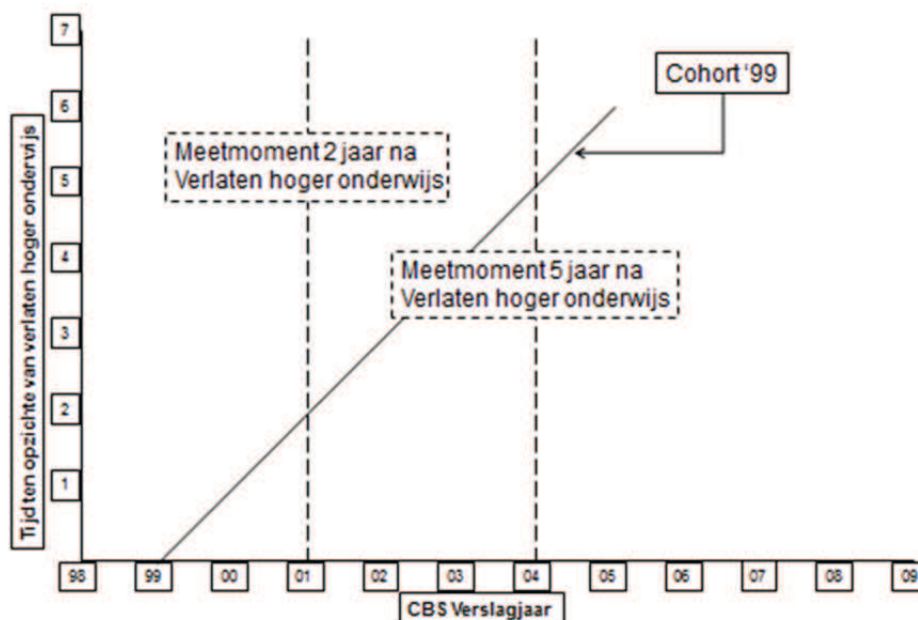 7
6
5
4
3
2
1
Tijd ten opzichte van verlaten hoger onderwijs
Cohort '99
Meetmoment 2 jaar na
Verlaten hoger onderwijs
Meetmoment 5 jaar na
Verlaten hoger onderwijs
98 99 00 01 02 03 04 05 06 07 08 09
CBS Verslagjaar